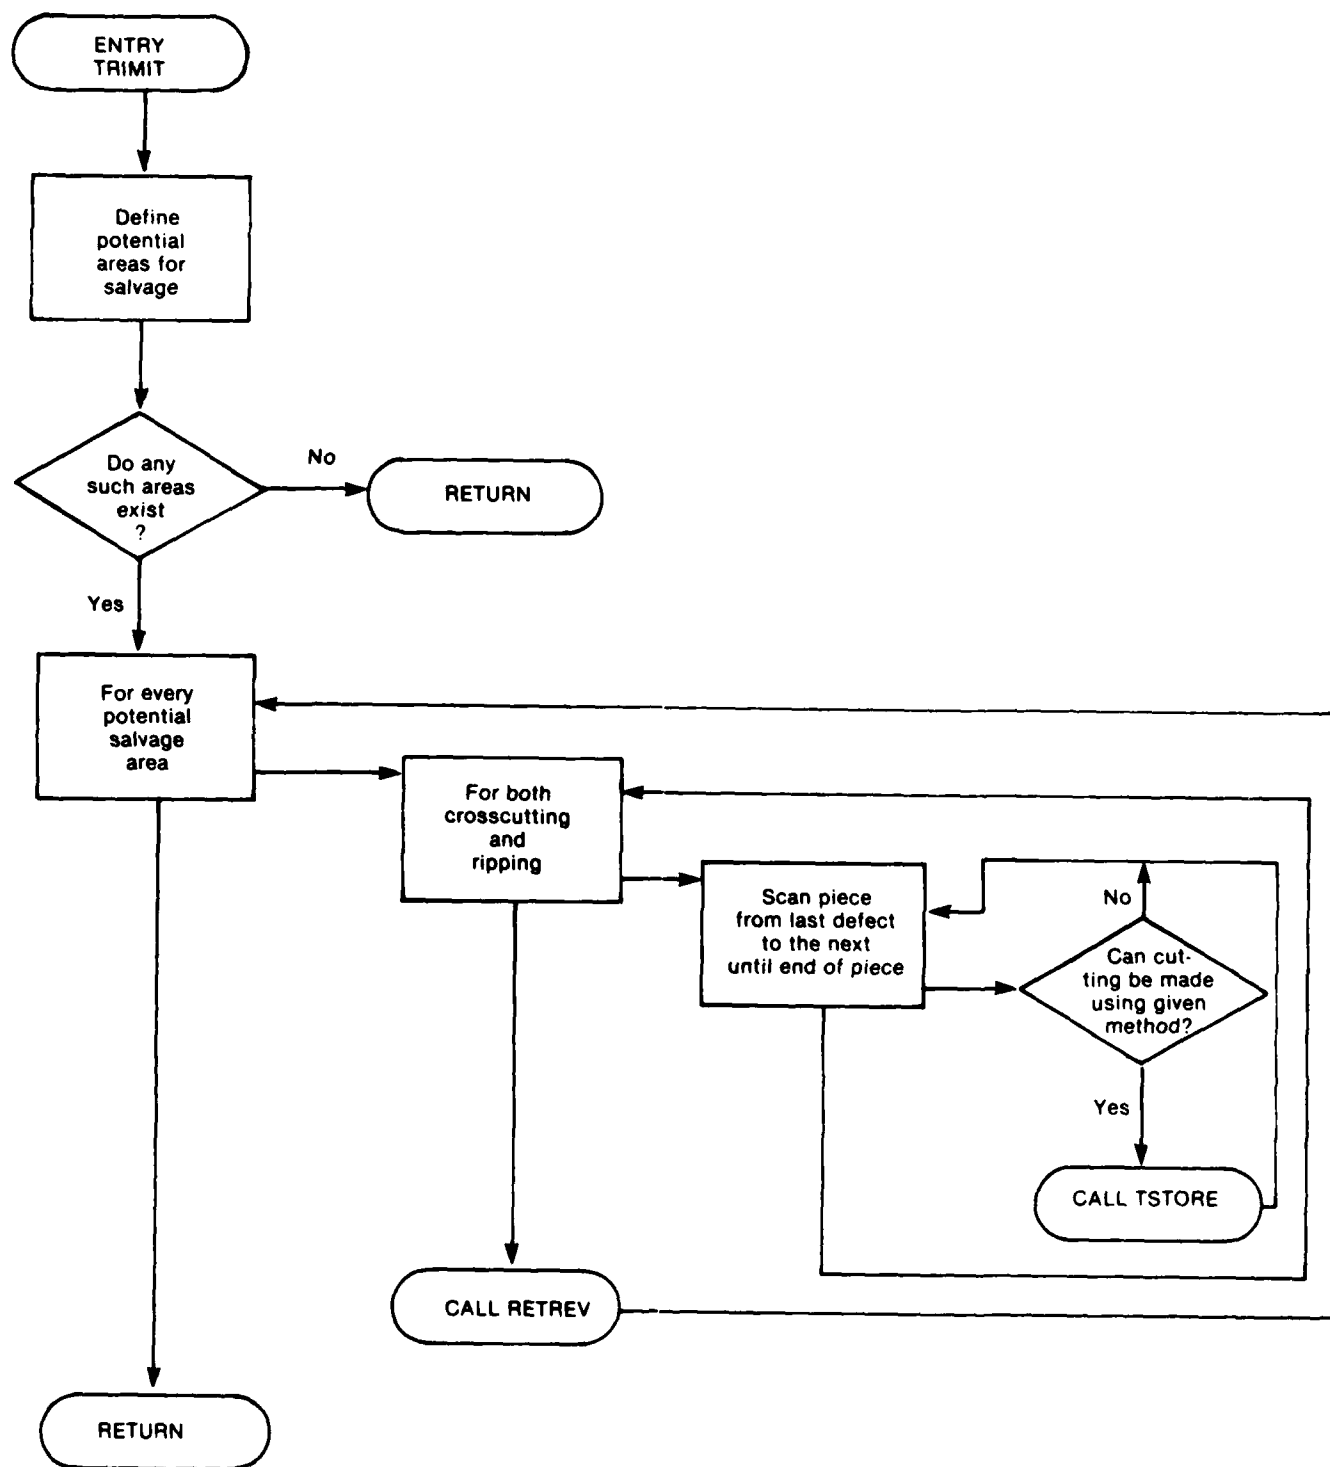 ENTRY
TRIMIT
Define
potential
areas for
salvage
Do any
such areas
exist
?
No
RETURN
Yes
For every
potential
salvage
area
For both
crosscutting
and
ripping
Scan piece
from last defect
to the next
until end of piece
No
Can cut-
ting be made
using given
method?
Yes
CALL TSTORE
CALL RETREV
RETURN